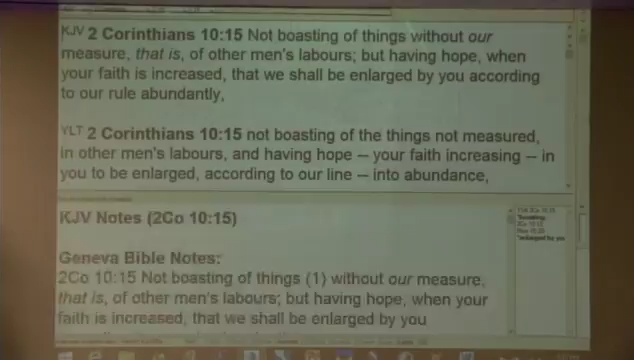 KJV 2 Corinthians 10:15 Not boasting of things without our
measure, that is, of other men's labours; but having hope, when
your faith is increased, that we shall be enlarged by you according
to our rule abundantly,
YLT 2 Corinthians 10:15 not boasting of the things not measured,
in other men's labours, and having hope -- your faith increasing -- in
you to be enlarged, according to our line -- into abundance,
KJV Notes (2Co 10:15)
Geneva Bible Notes:
2Co 10:15 Not boasting of things (1) without our measure,
that is, of other men's labours; but having hope, when your
faith is increased, that we shall be enlarged by you